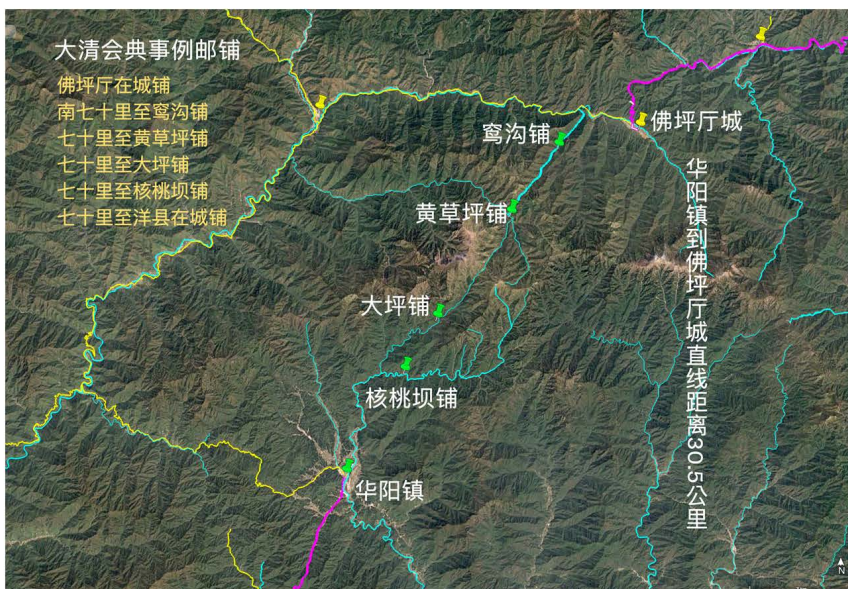 大清会典事例邮铺
佛坪厅在城铺
南七十里至窎沟铺
七十里至黄草坪铺
七十里至大坪铺
七十里至核桃坝铺
七十里至洋县在城铺
窎沟铺
佛坪厅城
黄草坪铺
大坪铺
核桃坝铺
华阳镇
华阳镇到佛坪厅城直线距离30.5公里
N